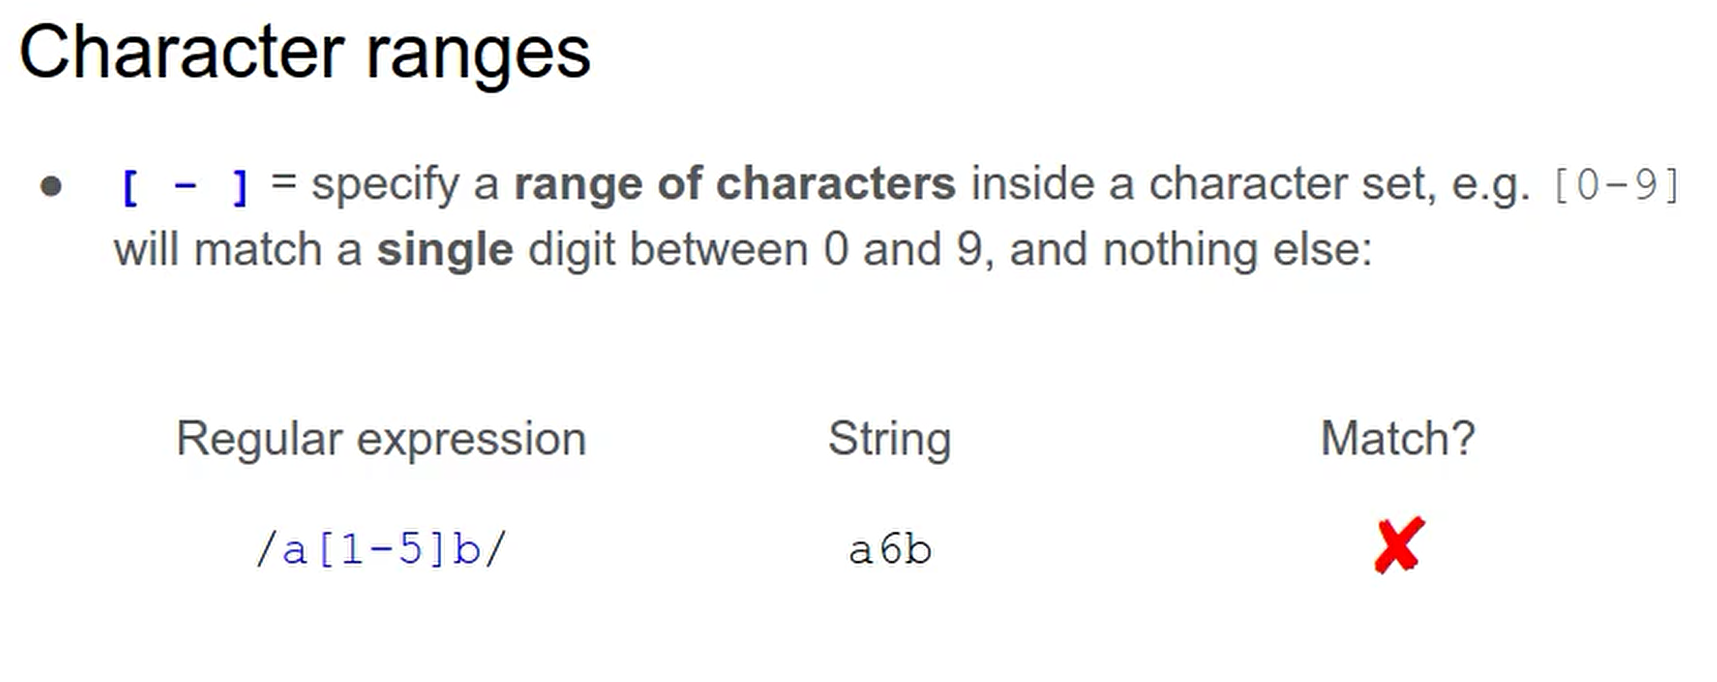 Character ranges
● [ - ] = specify a range of characters inside a character set, e.g. [0-9]
will match a single digit between 0 and 9, and nothing else:
Regular expression String Match?
/a[1-5]b/ a6b ✘